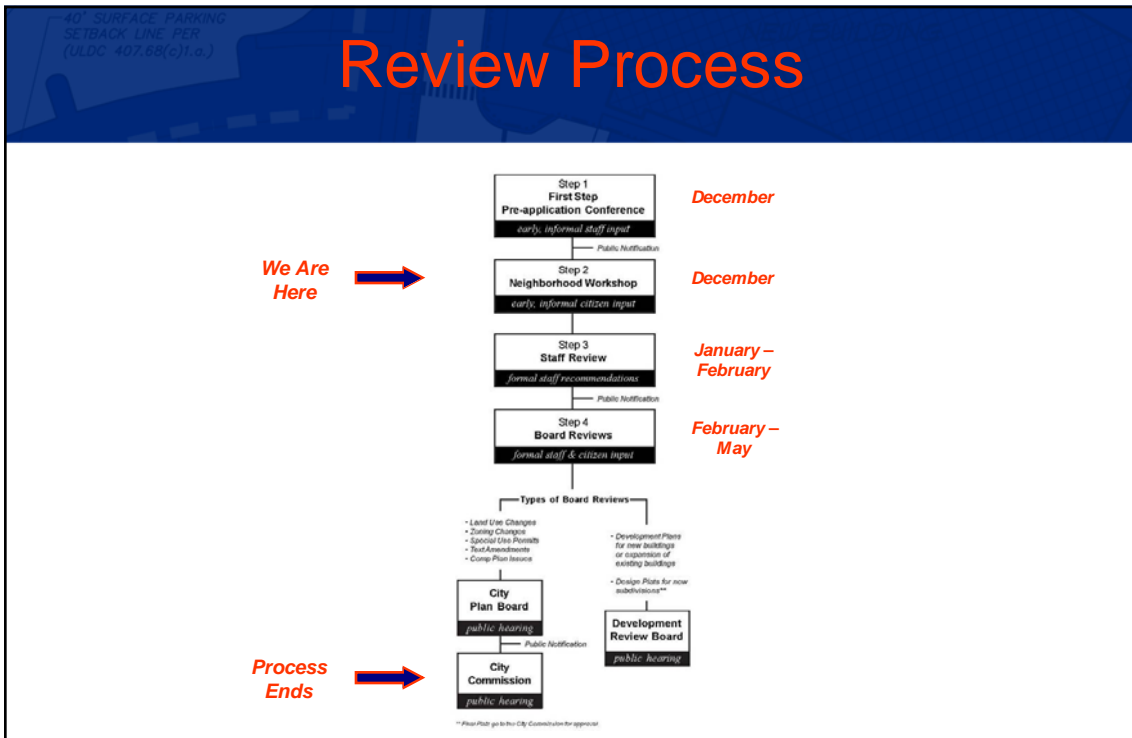 40' SURFACE PARKING
SETBACK LINE PER
(ULDC 407.68(c)1.a.)
Review Process
Step 1
First Step
Pre-application Conference
early, informal staff input
December
Public Notification
We Are
Here
Step 2
Neighborhood Workshop
early, informal citizen input
December
Step 3
Staff Review
formal staff recommendations
January –
February
Public Notification
Step 4
Board Reviews
formal staff & citizen input
February –
May
Types of Board Reviews
• Land Use Changes
• Zoning Changes
• Special Use Permits
• Text Amendments
• Comp Plan Issues
• Development Plans
for new buildings
or expansion of
existing buildings
• Design Plats for new
subdivisions**
City
Plan Board
public hearing
Development
Review Board
public hearing
Public Notification
Process
Ends
City
Commission
public hearing
** Final Plats go to the City Commission for approval